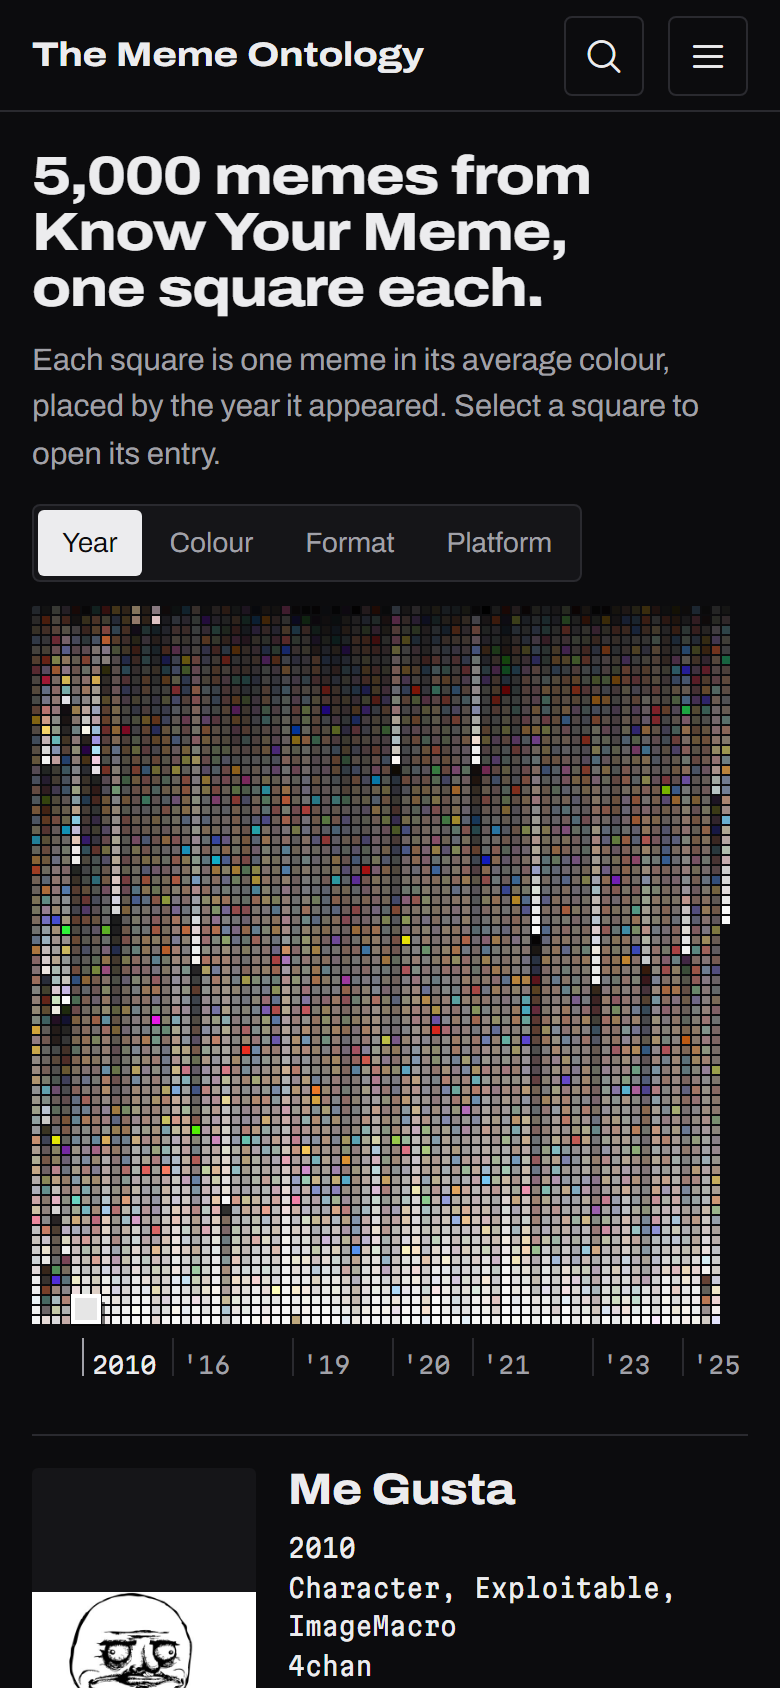 The Meme Ontology
5,000 memes from
Know Your Meme,
one square each.
Each square is one meme in its average colour,
placed by the year it appeared. Select a square to
open its entry.
Year Colour Format Platform
2010 '16 '19 '20 '21 '23 '25
Me Gusta
2010
Character, Exploitable,
ImageMacro
4chan